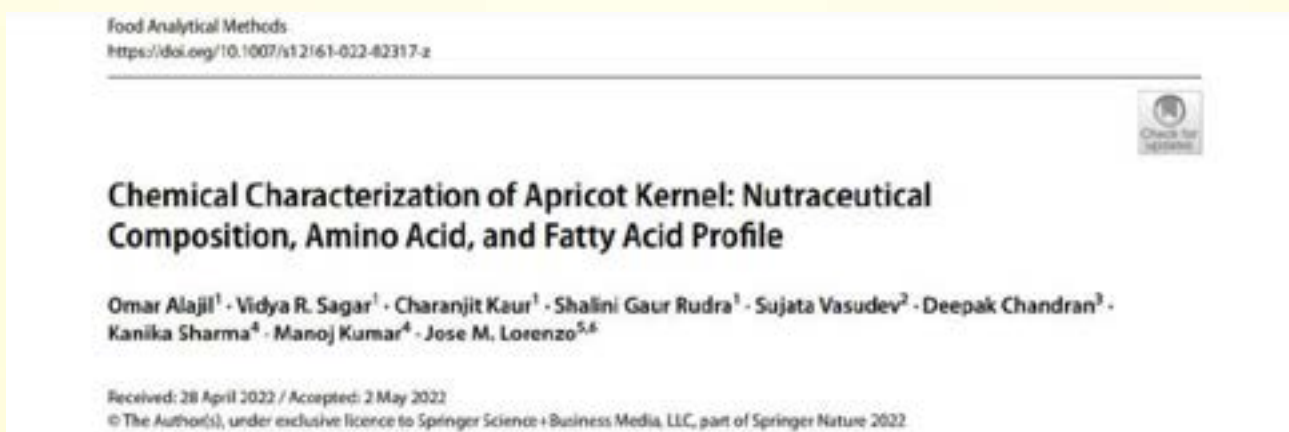 Food Analytical Methods
https://doi.org/10.1007/s12161-022-02317-z
Check for
updates
Chemical Characterization of Apricot Kernel: Nutraceutical
Composition, Amino Acid, and Fatty Acid Profile
Omar Alajil¹ · Vidya R. Sagar¹ · Charanjit Kaur¹ · Shalini Gaur Rudra¹ · Sujata Vasudev² · Deepak Chandran³ ·
Kanika Sharma⁴ · Manoj Kumar⁴ · Jose M. Lorenzo⁵,⁶
Received: 28 April 2022 / Accepted: 2 May 2022
© The Author(s), under exclusive licence to Springer Science+Business Media, LLC, part of Springer Nature 2022